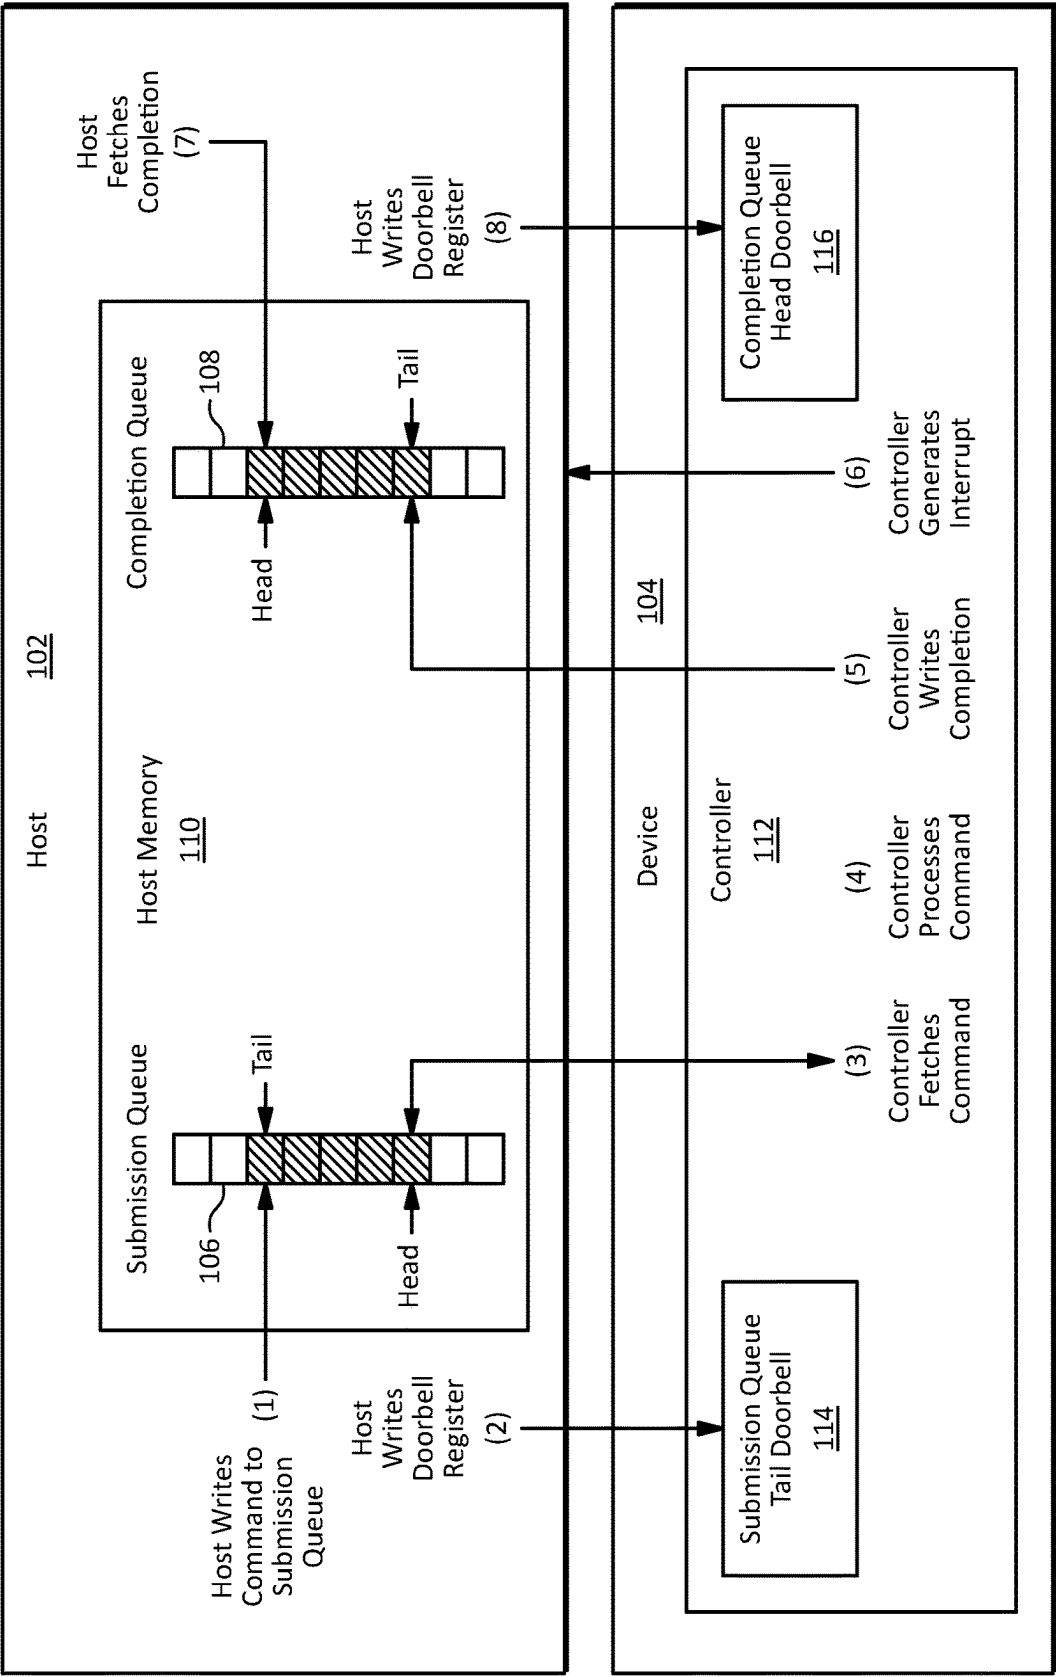 Host
102
Host Memory
110
Submission Queue
106
Tail
Head
Completion Queue
108
Head
Tail
Host Writes
Command to
Submission
Queue
(1)
Host
Writes
Doorbell
Register
(2)
Host
Fetches
Completion
(7)
Host
Writes
Doorbell
Register
(8)
Device
104
Controller
112
Submission Queue
Tail Doorbell
114
(3)
Controller
Fetches
Command
(4)
Controller
Processes
Command
(5)
Controller
Writes
Completion
(6)
Controller
Generates
Interrupt
Completion Queue
Head Doorbell
116